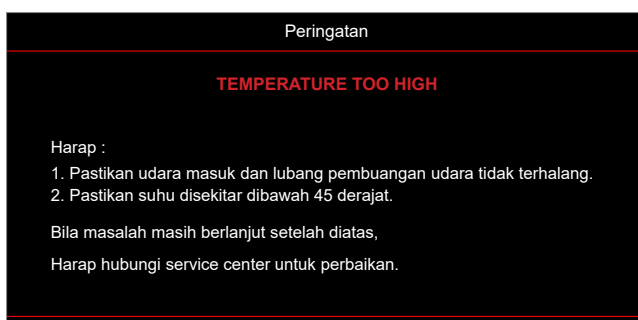 Peringatan
TEMPERATURE TOO HIGH
Harap :
1. Pastikan udara masuk dan lubang pembuangan udara tidak terhalang.
2. Pastikan suhu disekitar dibawah 45 derajat.
Bila masalah masih berlanjut setelah diatas,
Harap hubungi service center untuk perbaikan.